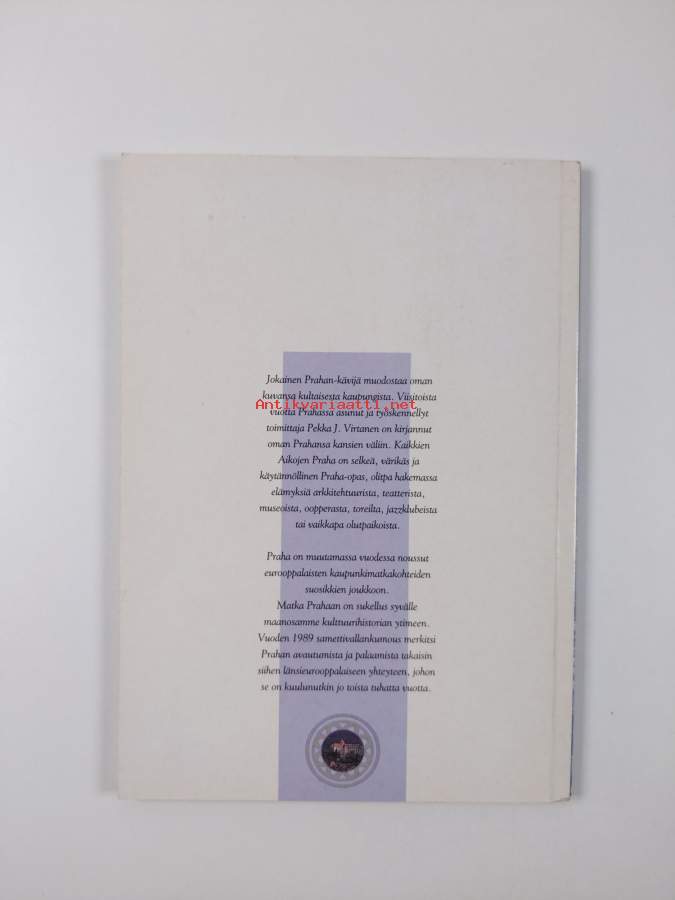 Jokainen Prahan-kävijä muodostaa oman
kuvansa kultaisesta kaupungista. Viisitoista
Antikvariaatti.net
vuotta Prahassa asunut ja työskennellyt
toimittaja Pekka J. Virtanen on kirjannut
oman Prahansa kansien väliin. Kaikkien
Aikojen Praha on selkeä, värikäs ja
käytännöllinen Praha-opas, olitpa hakemassa
elämyksiä arkkitehtuurista, teatterista,
museoista, oopperasta, toreilta, jazzklubeista
tai vaikkapa olutpaikoista.
Praha on muutamassa vuodessa noussut
eurooppalaisten kaupunkimatkakohteiden
suosikkien joukkoon.
Matka Prahaan on sukellus syvälle
maanosamme kulttuurihistorian ytimeen.
Vuoden 1989 samettivallankumous merkitsi
Prahan avautumista ja palaamista takaisin
siihen länsieurooppalaiseen yhteyteen, johon
se on kuulunutkin jo toista tuhatta vuotta.